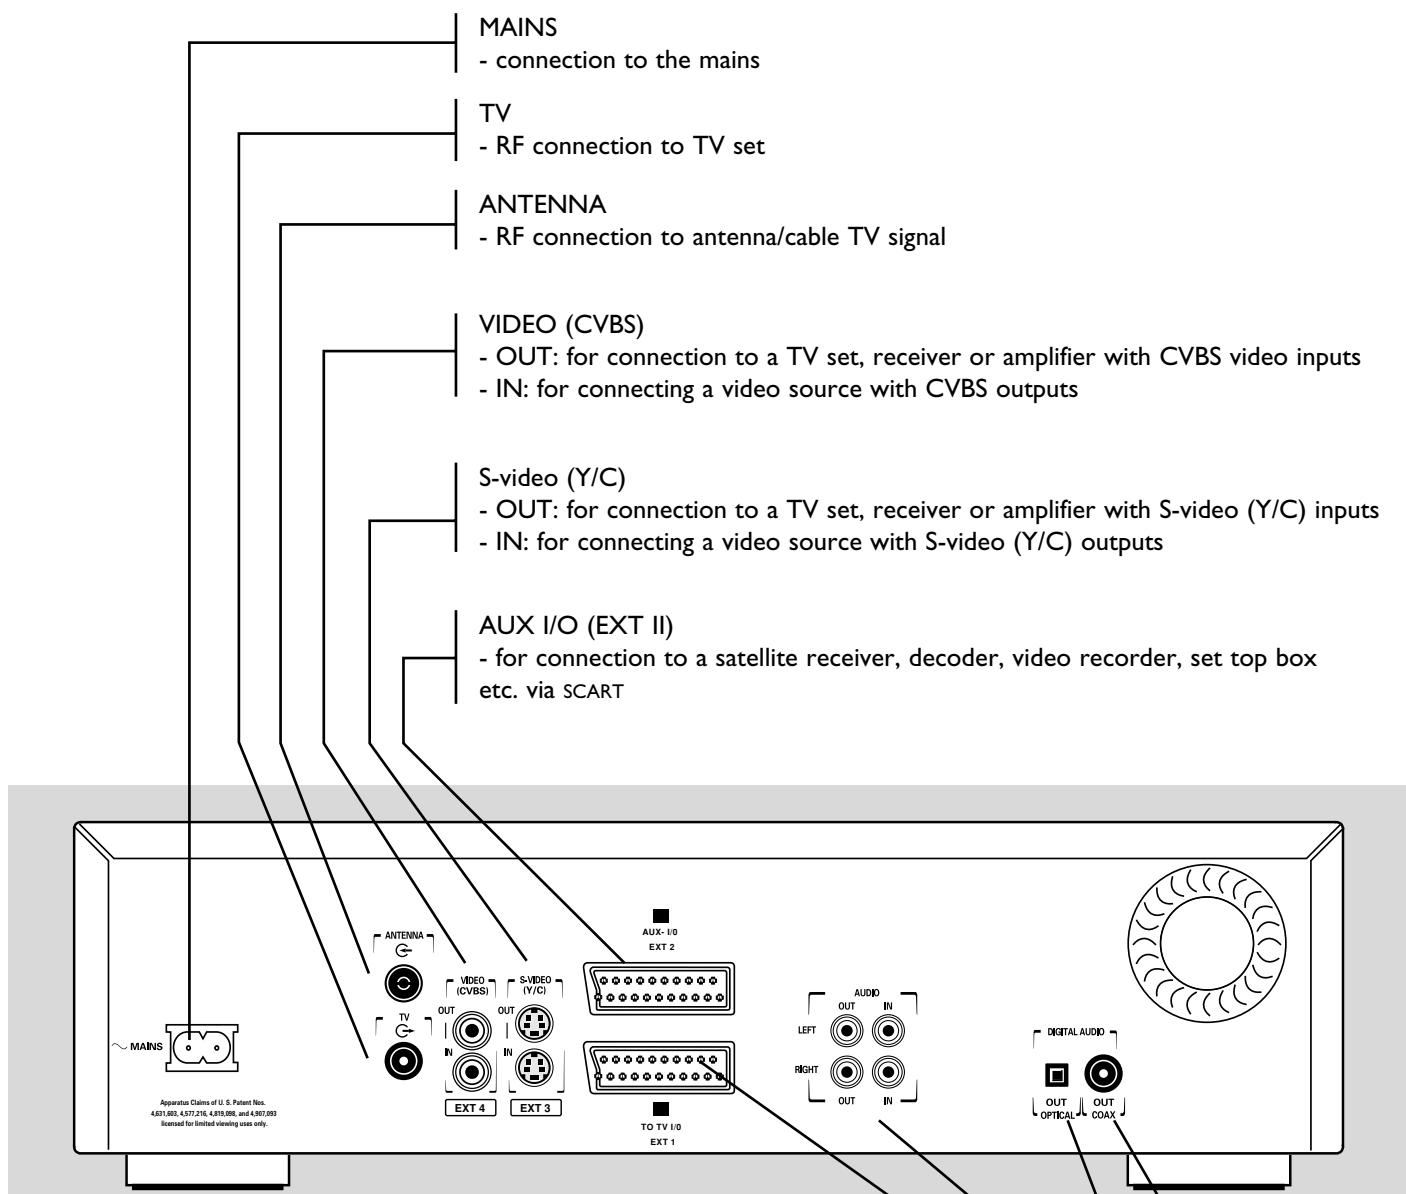 MAINS
- connection to the mains
TV
- RF connection to TV set
ANTENNA
- RF connection to antenna/cable TV signal
VIDEO (CVBS)
- OUT: for connection to a TV set, receiver or amplifier with CVBS video inputs
- IN: for connecting a video source with CVBS outputs
S-video (Y/C)
- OUT: for connection to a TV set, receiver or amplifier with S-video (Y/C) inputs
- IN: for connecting a video source with S-video (Y/C) outputs
AUX I/O (EXT II)
- for connection to a satellite receiver, decoder, video recorder, set top box
etc. via SCART
AUX- I/0
EXT 2
ANTENNA
VIDEO
(CVBS)
S-VIDEO
(Y/C)
OUT
OUT
TV
IN
IN
EXT 4
EXT 3
~ MAINS
Apparatus Claims of U. S. Patent Nos.
4,631,603, 4,577,216, 4,819,098, and 4,907,093
licensed for limited viewing uses only.
TO TV I/0
EXT 1
AUDIO
OUT IN
LEFT
RIGHT
OUT IN
DIGITAL AUDIO
OUT OUT
OPTICAL COAX